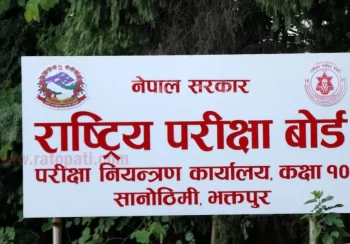 नेपाल सरकार
राष्ट्रिय परीक्षा बोर्ड
परीक्षा नियन्त्रण कार्यालय, कक्षा १०
सानोठिमी, भक्तपुर
www.ratopati.com